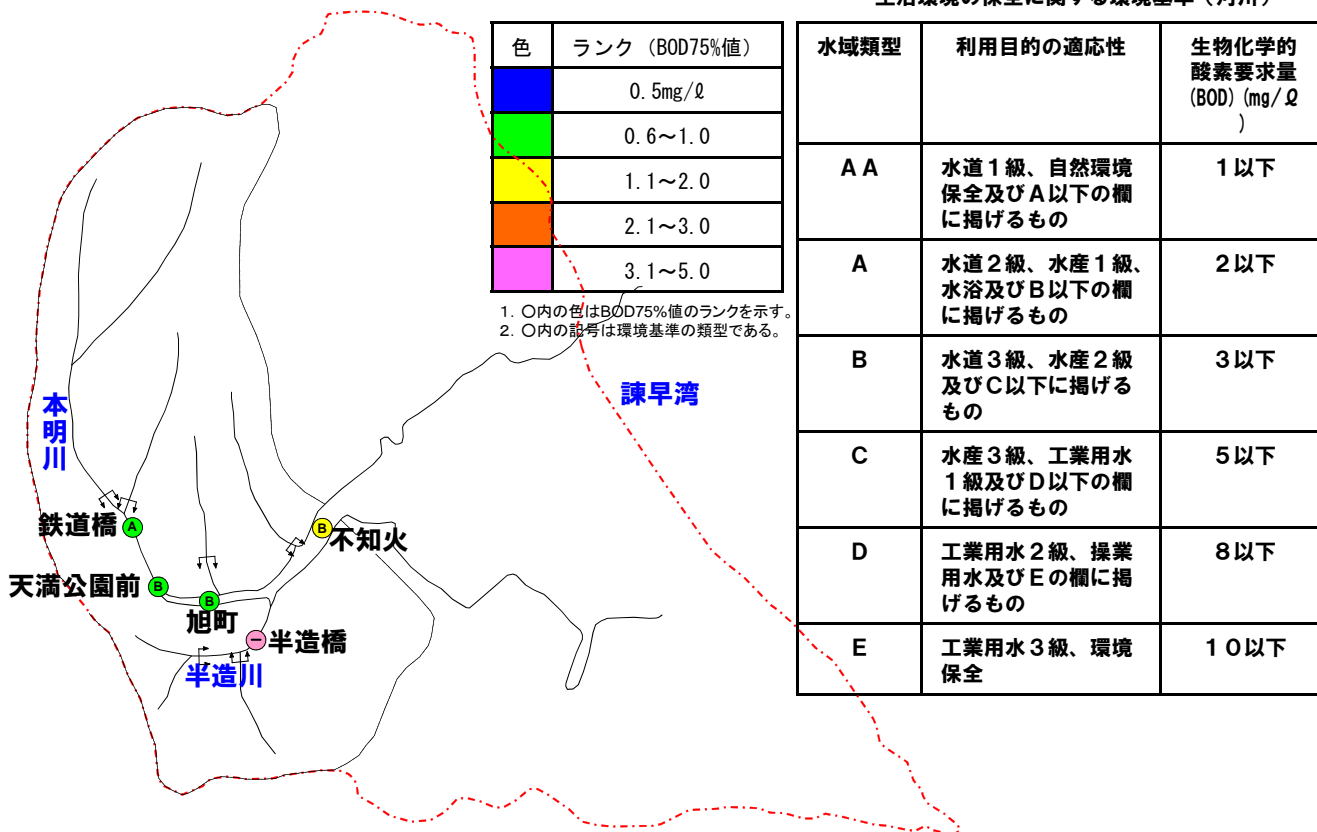 生活環境の保全に関する環境基準（河川）
色
ランク（BOD75%値）
0.5mg/ℓ
0.6～1.0
1.1～2.0
2.1～3.0
3.1～5.0
1. 〇内の色はBOD75%値のランクを示す。
2. 〇内の記号は環境基準の類型である。
水域類型
利用目的の適応性
生物化学的
酸素要求量
(BOD)(mg/ℓ
)
AA
水道１級、自然環境
保全及びA以下の欄
に掲げるもの
１以下
A
水道２級、水産１級、
水浴及びB以下の欄
に掲げるもの
２以下
B
水道３級、水産２級
及びC以下に掲げる
もの
３以下
C
水産３級、工業用水
１級及びD以下の欄
に掲げるもの
５以下
D
工業用水２級、操業
用水及びEの欄に掲
げるもの
８以下
E
工業用水３級、環境
保全
１０以下
本明川
諫早湾
鉄道橋
A
B
不知火
天満公園前
B
B
旭町
ー
半造橋
半造川